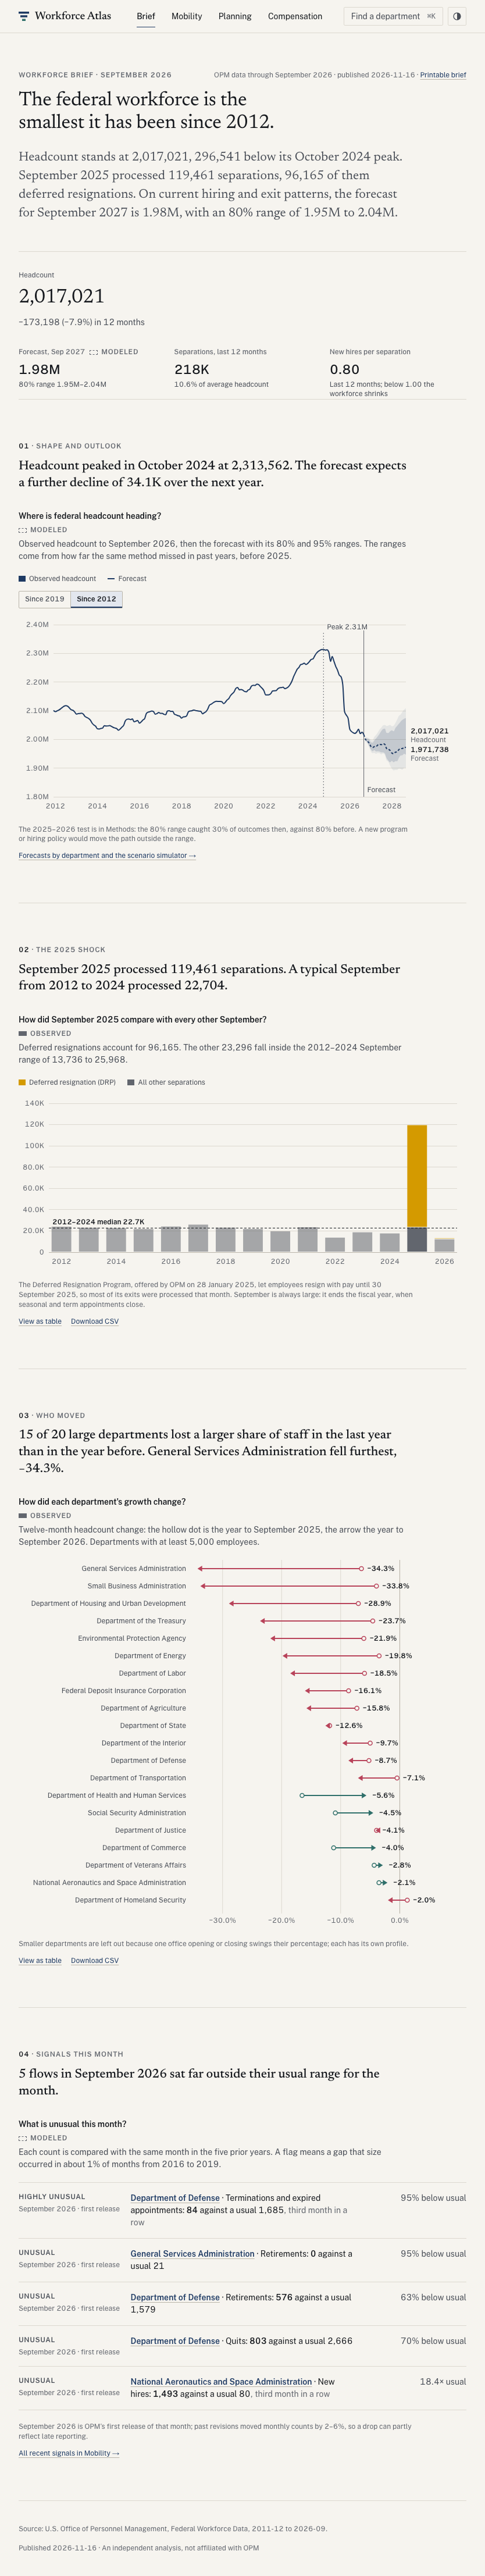 Workforce Atlas
Brief
Mobility
Planning
Compensation
Find a department ⌘K
WORKFORCE BRIEF · SEPTEMBER 2026
OPM data through September 2026 · published 2026-11-16 · Printable brief
The federal workforce is the
smallest it has been since 2012.
Headcount stands at 2,017,021, 296,541 below its October 2024 peak.
September 2025 processed 119,461 separations, 96,165 of them
deferred resignations. On current hiring and exit patterns, the forecast
for September 2027 is 1.98M, with an 80% range of 1.95M to 2.04M.
Headcount
2,017,021
−173,198 (−7.9%) in 12 months
Forecast, Sep 2027 MODELED
1.98M
80% range 1.95M–2.04M
Separations, last 12 months
218K
10.6% of average headcount
New hires per separation
0.80
Last 12 months; below 1.00 the
workforce shrinks
01 · SHAPE AND OUTLOOK
Headcount peaked in October 2024 at 2,313,562. The forecast expects
a further decline of 34.1K over the next year.
Where is federal headcount heading?
MODELED
Observed headcount to September 2026, then the forecast with its 80% and 95% ranges. The ranges
come from how far the same method missed in past years, before 2025.
Observed headcount
Forecast
Since 2019
Since 2012
2.40M
Peak 2.31M
2.30M
2.20M
2.10M
2.00M
1.90M
1.80M
2,017,021
Headcount
1,971,738
Forecast
Forecast
2012 2014 2016 2018 2020 2022 2024 2026 2028
The 2025–2026 test is in Methods: the 80% range caught 30% of outcomes then, against 80% before. A new program
or hiring policy would move the path outside the range.
Forecasts by department and the scenario simulator →
02 · THE 2025 SHOCK
September 2025 processed 119,461 separations. A typical September
from 2012 to 2024 processed 22,704.
How did September 2025 compare with every other September?
OBSERVED
Deferred resignations account for 96,165. The other 23,296 fall inside the 2012–2024 September
range of 13,736 to 25,968.
Deferred resignation (DRP)
All other separations
140K
120K
100K
80.0K
60.0K
40.0K
2012–2024 median 22.7K
20.0K
0
2012 2014 2016 2018 2020 2022 2024 2026
The Deferred Resignation Program, offered by OPM on 28 January 2025, let employees resign with pay until 30
September 2025, so most of its exits were processed that month. September is always large: it ends the fiscal year, when
seasonal and term appointments close.
View as table
Download CSV
03 · WHO MOVED
15 of 20 large departments lost a larger share of staff in the last year
than in the year before. General Services Administration fell furthest,
−34.3%.
How did each department's growth change?
OBSERVED
Twelve-month headcount change: the hollow dot is the year to September 2025, the arrow the year to
September 2026. Departments with at least 5,000 employees.
General Services Administration −34.3%
Small Business Administration −33.8%
Department of Housing and Urban Development −28.9%
Department of the Treasury −23.7%
Environmental Protection Agency −21.9%
Department of Energy −19.8%
Department of Labor −18.5%
Federal Deposit Insurance Corporation −16.1%
Department of Agriculture −15.8%
Department of State −12.6%
Department of the Interior −9.7%
Department of Defense −8.7%
Department of Transportation −7.1%
Department of Health and Human Services −5.6%
Social Security Administration −4.5%
Department of Justice −4.1%
Department of Commerce −4.0%
Department of Veterans Affairs −2.8%
National Aeronautics and Space Administration −2.1%
Department of Homeland Security −2.0%
−30.0% −20.0% −10.0% 0.0%
Smaller departments are left out because one office opening or closing swings their percentage; each has its own profile.
View as table
Download CSV
04 · SIGNALS THIS MONTH
5 flows in September 2026 sat far outside their usual range for the
month.
What is unusual this month?
MODELED
Each count is compared with the same month in the five prior years. A flag means a gap that size
occurred in about 1% of months from 2016 to 2019.
HIGHLY UNUSUAL
September 2026 · first release
Department of Defense · Terminations and expired
appointments: 84 against a usual 1,685, third month in a
row
95% below usual
UNUSUAL
September 2026 · first release
General Services Administration · Retirements: 0 against a
usual 21
95% below usual
UNUSUAL
September 2026 · first release
Department of Defense · Retirements: 576 against a usual
1,579
63% below usual
UNUSUAL
September 2026 · first release
Department of Defense · Quits: 803 against a usual 2,666
70% below usual
UNUSUAL
September 2026 · first release
National Aeronautics and Space Administration · New
hires: 1,493 against a usual 80, third month in a row
18.4× usual
September 2026 is OPM's first release of that month; past revisions moved monthly counts by 2–6%, so a drop can partly
reflect late reporting.
All recent signals in Mobility →
Source: U.S. Office of Personnel Management, Federal Workforce Data, 2011-12 to 2026-09.
Published 2026-11-16 · An independent analysis, not affiliated with OPM